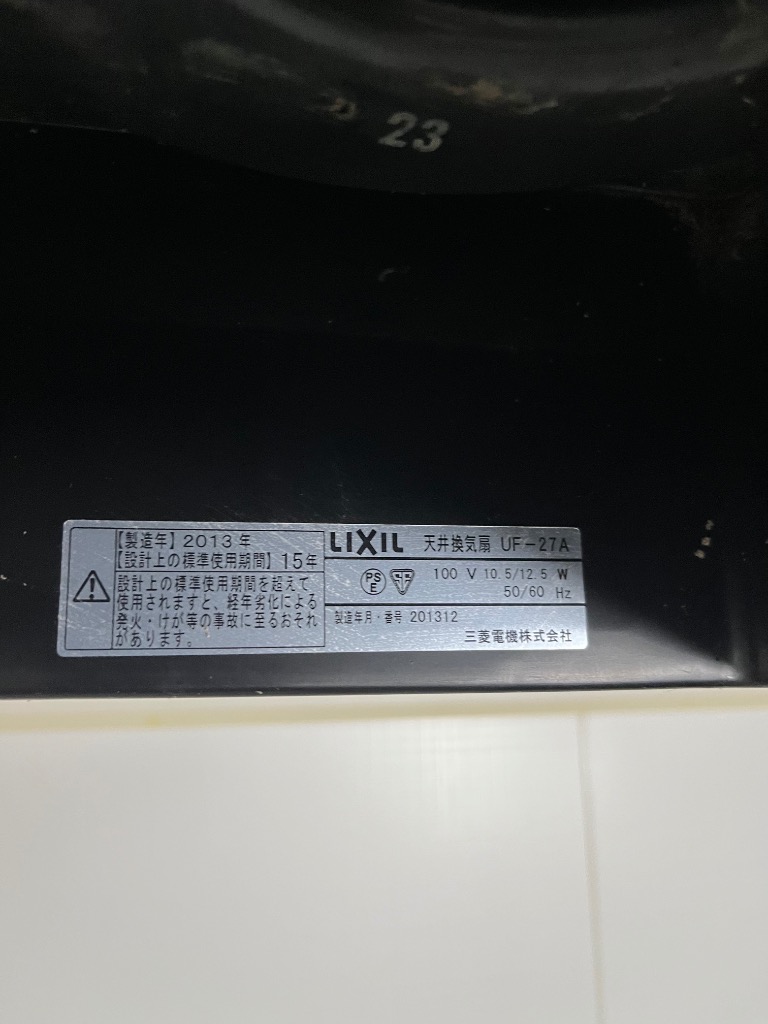 23
【製造年】2013年
【設計上の標準使用期間】15年
設計上の標準使用期間を超えて
使用されますと、経年劣化による
発火・けが等の事故に至るおそれ
があります。
LIXIL 天井換気扇 UF-27A
PS
E
100 V 10.5/12.5 W
50/60 Hz
製造年月・番号 201312
三菱電機株式会社